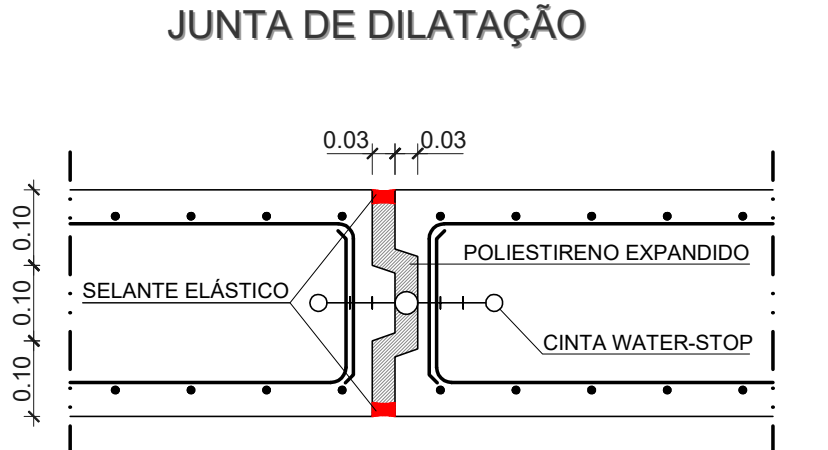 JUNTA DE DILATAÇÃO
0.03 0.03
0.10
0.10
0.10
POLIESTIRENO EXPANDIDO
SELANTE ELÁSTICO
CINTA WATER-STOP